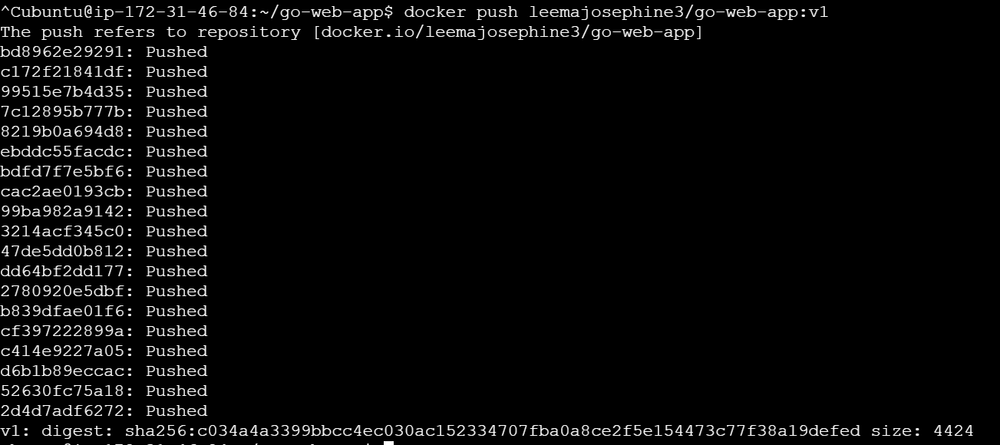 ^Cubuntu@ip-172-31-46-84:~/go-web-app$ docker push leemajosephine3/go-web-app:v1
The push refers to repository [docker.io/leemajosephine3/go-web-app]
bd8962e29291: Pushed
c172f21841df: Pushed
99515e7b4d35: Pushed
7c12895b777b: Pushed
8219b0a694d8: Pushed
ebddc55facdc: Pushed
bdfd7f7e5bf6: Pushed
cac2ae0193cb: Pushed
99ba982a9142: Pushed
3214acf345c0: Pushed
47de5dd0b812: Pushed
dd64bf2dd177: Pushed
2780920e5dbf: Pushed
b839dfae01f6: Pushed
cf397222899a: Pushed
c414e9227a05: Pushed
d6b1b89eccac: Pushed
52630fc75a18: Pushed
2d4d7adf6272: Pushed
v1: digest: sha256:c034a4a3399bbcc4ec030ac152334707fba0a8ce2f5e154473c77f38a19defed size: 4424